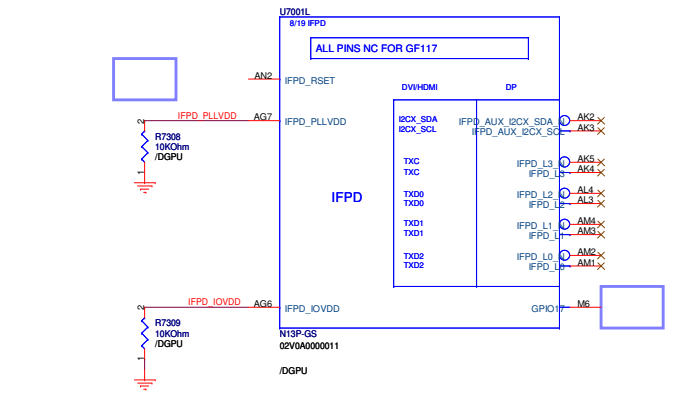 U7001L
8/19 IFPD
ALL PINS NC FOR GF117
DVI/HDMI
DP
AN2
IFPD_RSET
IFPD_PLLVDD
AG7
IFPD_PLLVDD
2
R7308
10KOhm
/DGPU
1
I2CX_SDA
I2CX_SCL
IFPD_AUX_I2CX_SDA_N
IFPD_AUX_I2CX_SCL
AK2
AK3
TXC
TXC
IFPD_L3_N
IFPD_L3
AK5
AK4
IFPD
TXD0
TXD0
IFPD_L2_N
IFPD_L2
AL4
AL3
TXD1
TXD1
IFPD_L1_N
IFPD_L1
AM4
AM3
TXD2
TXD2
IFPD_L0_N
IFPD_L0
AM2
AM1
IFPD_IOVDD
AG6
IFPD_IOVDD
GPIO17
M6
2
R7309
10KOhm
/DGPU
1
N13P-GS
02V0A0000011
/DGPU